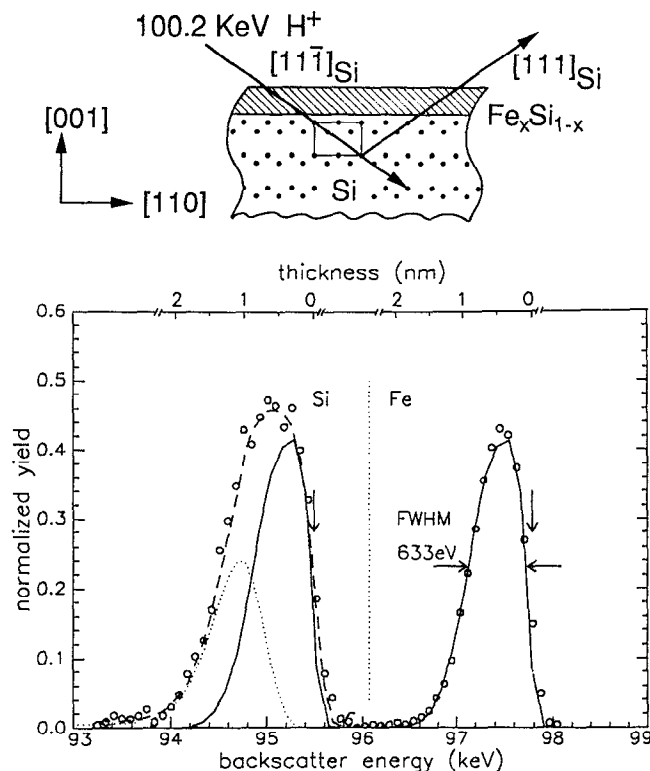 100.2 KeV H+
[111̄]Si
[111]Si
[001]
FexSi1-x
[110]
Si
thickness (nm)
2 1 0 2 1 0
0.6
0.5
0.4
0.3
0.2
0.1
0.0
normalized yield
Si Fe
FWHM
633eV
93 94 95 96 97 98 99
backscatter energy (keV)